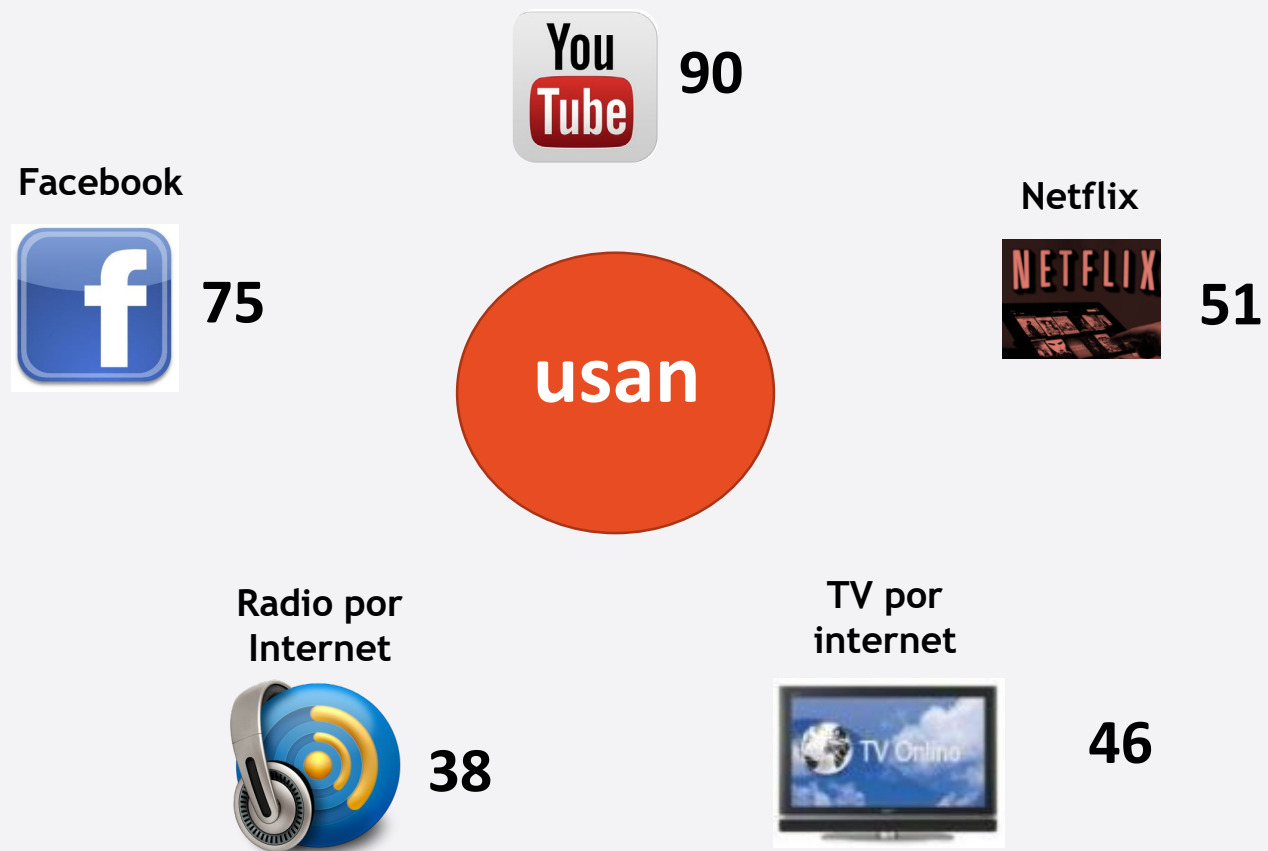 You
Tube
90
Facebook
75
Netflix
NETFLIX
51
usan
Radio por
Internet
38
TV por
internet
TV Online
46